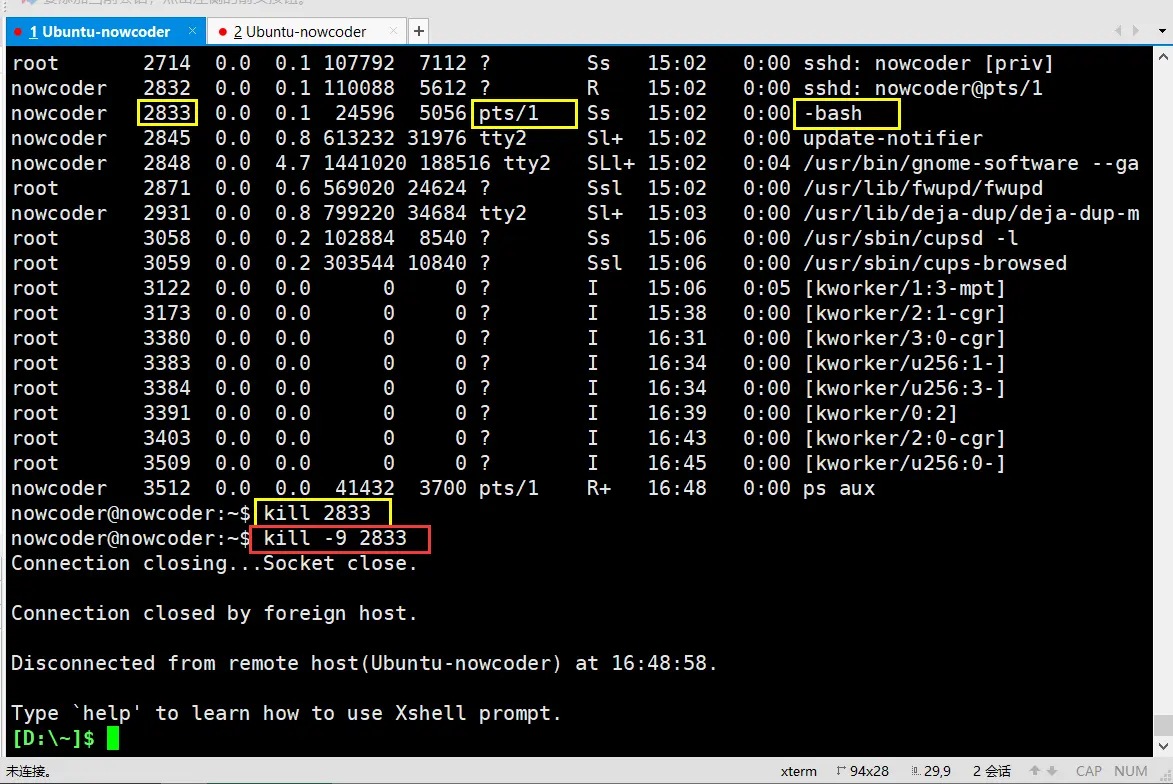 要添加当前会话，点击左侧的箭头按钮。
1 Ubuntu-nowcoder × 2 Ubuntu-nowcoder × +
root 2714 0.0 0.1 107792 7112 ? Ss 15:02 0:00 sshd: nowcoder [priv]
nowcoder 2832 0.0 0.1 110088 5612 ? R 15:02 0:00 sshd: nowcoder@pts/1
nowcoder 2833 0.0 0.1 24596 5056 pts/1 Ss 15:02 0:00 -bash
nowcoder 2845 0.0 0.8 613232 31976 tty2 Sl+ 15:02 0:00 update-notifier
nowcoder 2848 0.0 4.7 1441020 188516 tty2 SLl+ 15:02 0:04 /usr/bin/gnome-software --ga
root 2871 0.0 0.6 569020 24624 ? Ssl 15:02 0:00 /usr/lib/fwupd/fwupd
nowcoder 2931 0.0 0.8 799220 34684 tty2 Sl+ 15:03 0:00 /usr/lib/deja-dup/deja-dup-m
root 3058 0.0 0.2 102884 8540 ? Ss 15:06 0:00 /usr/sbin/cupsd -l
root 3059 0.0 0.2 303544 10840 ? Ssl 15:06 0:00 /usr/sbin/cups-browsed
root 3122 0.0 0.0 0 0 ? I 15:06 0:05 [kworker/1:3-mpt]
root 3173 0.0 0.0 0 0 ? I 15:38 0:00 [kworker/2:1-cgr]
root 3380 0.0 0.0 0 0 ? I 16:31 0:00 [kworker/3:0-cgr]
root 3383 0.0 0.0 0 0 ? I 16:34 0:00 [kworker/u256:1-]
root 3384 0.0 0.0 0 0 ? I 16:34 0:00 [kworker/u256:3-]
root 3391 0.0 0.0 0 0 ? I 16:39 0:00 [kworker/0:2]
root 3403 0.0 0.0 0 0 ? I 16:43 0:00 [kworker/2:0-cgr]
root 3509 0.0 0.0 0 0 ? I 16:45 0:00 [kworker/u256:0-]
nowcoder 3512 0.0 0.0 41432 3700 pts/1 R+ 16:48 0:00 ps aux
nowcoder@nowcoder:~$ kill 2833
nowcoder@nowcoder:~$ kill -9 2833
Connection closing...Socket close.
Connection closed by foreign host.
Disconnected from remote host(Ubuntu-nowcoder) at 16:48:58.
Type `help' to learn how to use Xshell prompt.
[D:\~]$
未连接。 xterm 94x28 29,9 2 会话 CAP NUM